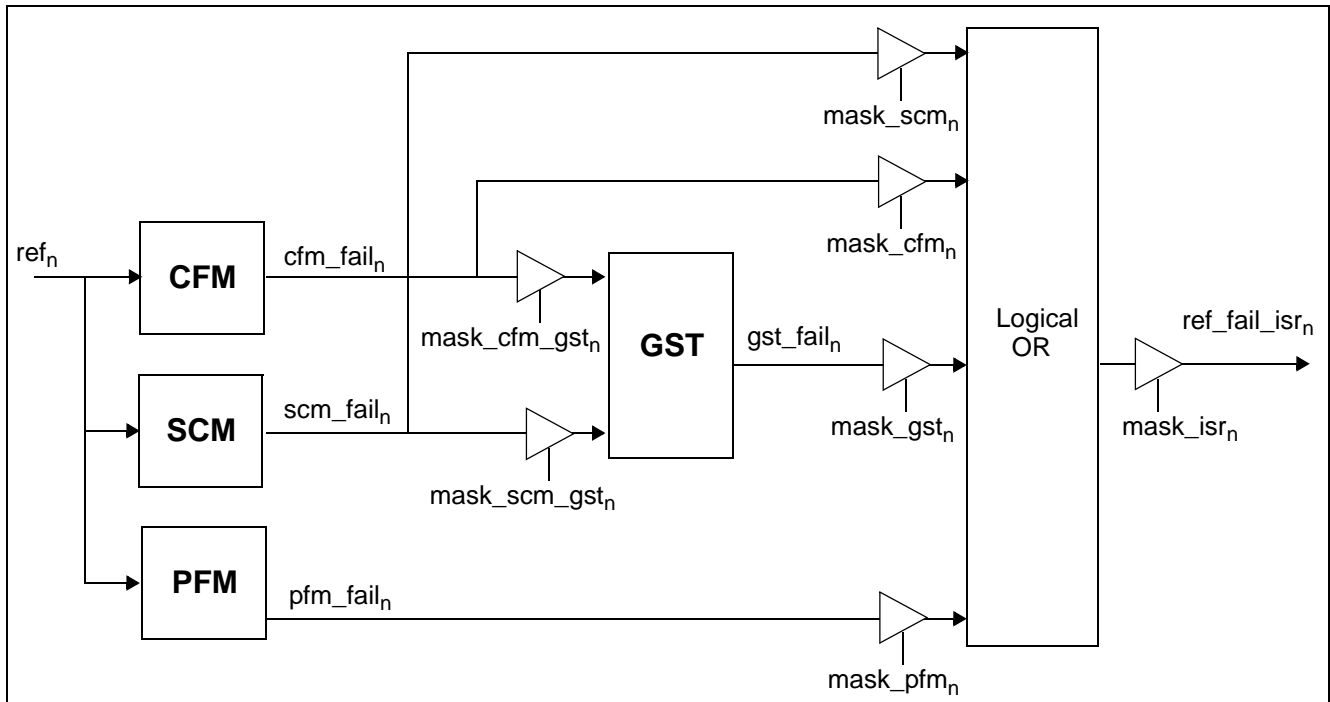 mask_scmn
mask_cfmn
refn
CFM
cfm_failn
mask_cfm_gstn
GST
gst_failn
mask_gstn
Logical
OR
ref_fail_isrn
mask_isrn
SCM
scm_failn
mask_scm_gstn
PFM
pfm_failn
mask_pfmn